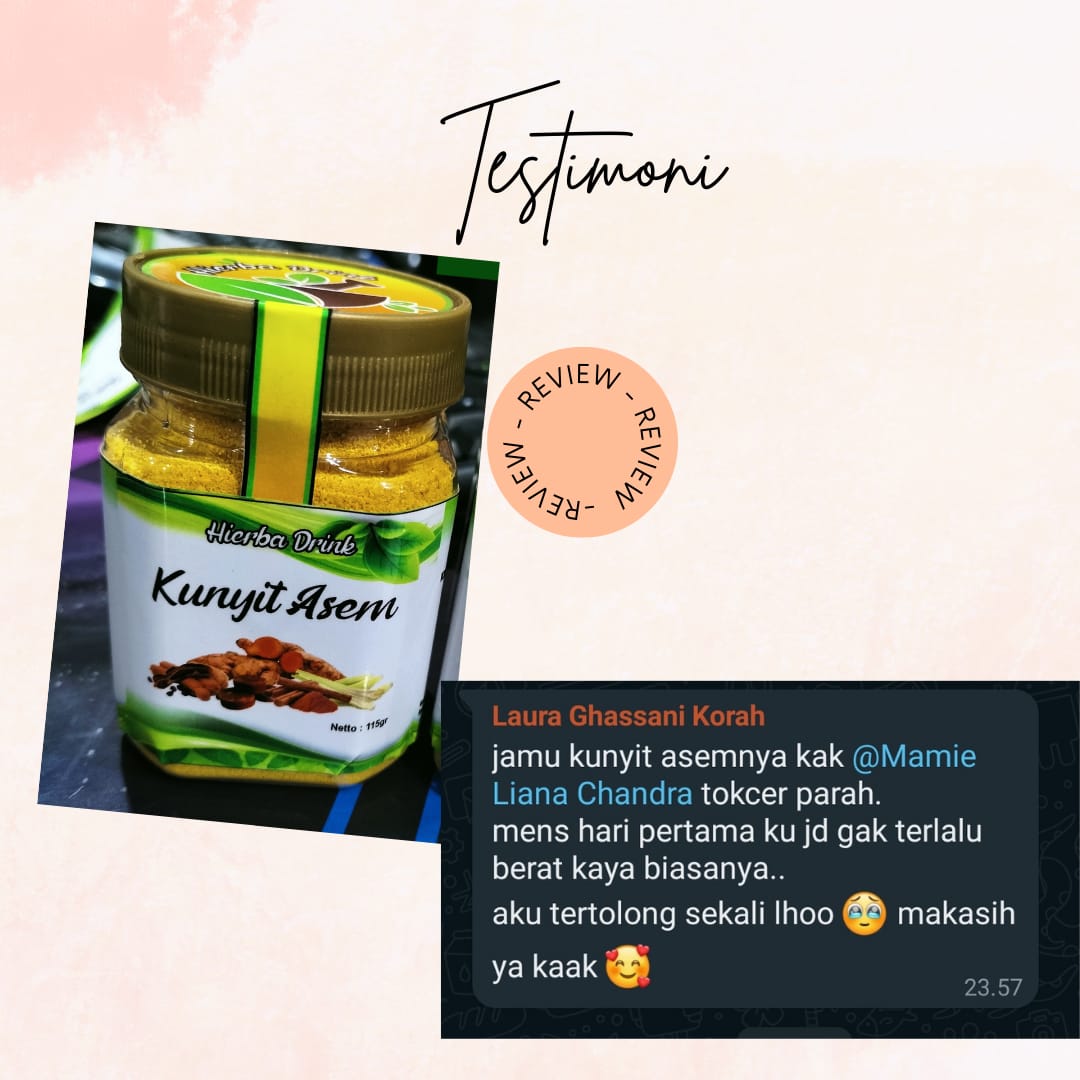 Testimoni
Hierba Drink
- REVIEW - REVIEW - REVIEW
Hierba Drink
Kunyit Asem
Netto : 115gr
Laura Ghassani Korah
jamu kunyit asemnya kak @Mamie
Liana Chandra tokcer parah.
mens hari pertama ku jd gak terlalu
berat kaya biasanya..
aku tertolong sekali lhoo 🥹 makasih
ya kaak 🥰
23.57